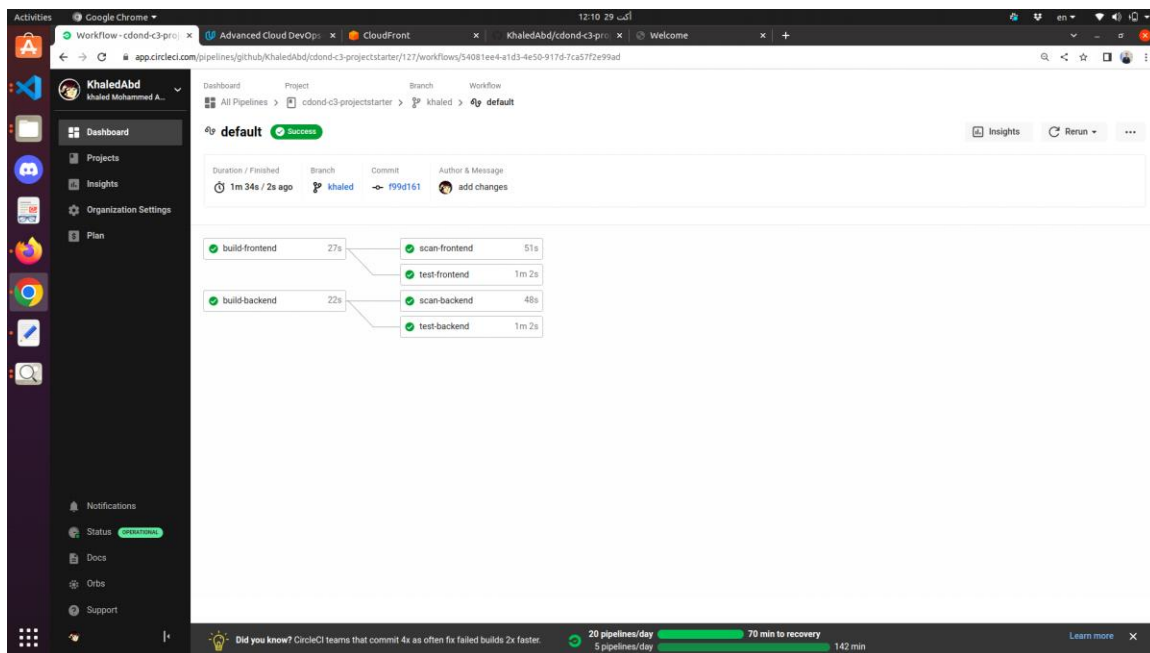 Activities
Google Chrome
12:10 29 أكت
en
Workflow - cdond-c3-proj
Advanced Cloud DevOps
CloudFront
KhaledAbd/cdond-c3-pro
Welcome
app.circleci.com/pipelines/github/KhaledAbd/cdond-c3-projectstarter/127/workflows/54081ee4-a1d3-4e50-917d-7ca57f2e99ad
KhaledAbd
khaled Mohammed A...
Dashboard
Projects
Insights
Organization Settings
Plan
Notifications
Status OPERATIONAL
Docs
Orbs
Support
Dashboard Project Branch Workflow
All Pipelines > cdond-c3-projectstarter > khaled > default
default Success
Insights Rerun
Duration / Finished Branch Commit Author & Message
1m 34s / 2s ago khaled f99d161 add changes
build-frontend 27s scan-frontend 51s
test-frontend 1m 2s
build-backend 22s scan-backend 48s
test-backend 1m 2s
Did you know? CircleCI teams that commit 4x as often fix failed builds 2x faster.
20 pipelines/day 70 min to recovery
5 pipelines/day 142 min
Learn more